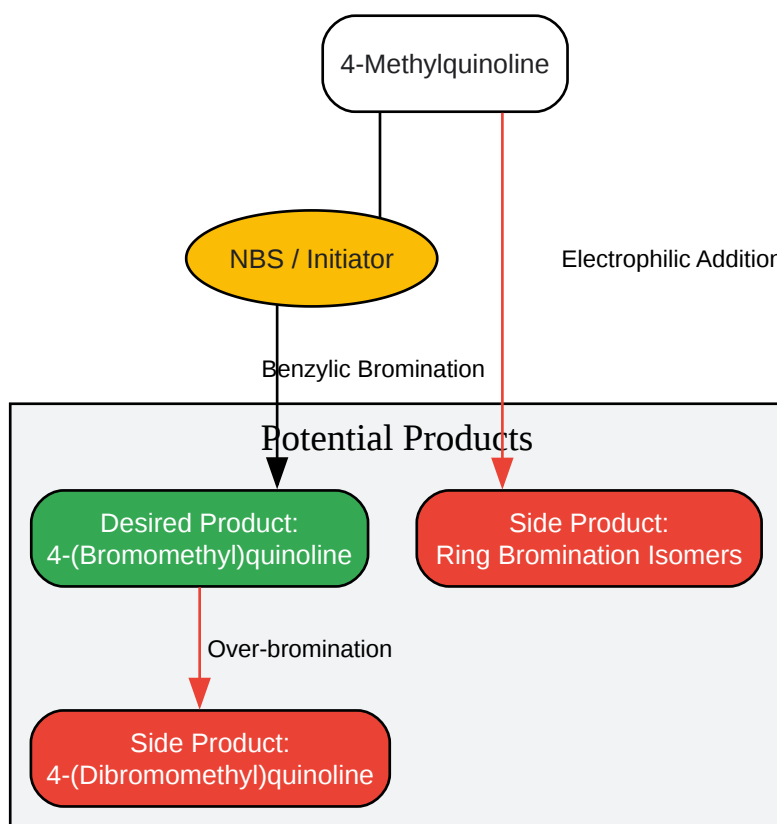 4-Methylquinoline
NBS / Initiator
Electrophilic Addition
Benzylic Bromination
Potential Products
Desired Product:
4-(Bromomethyl)quinoline
Side Product:
Ring Bromination Isomers
Over-bromination
Side Product:
4-(Dibromomethyl)quinoline